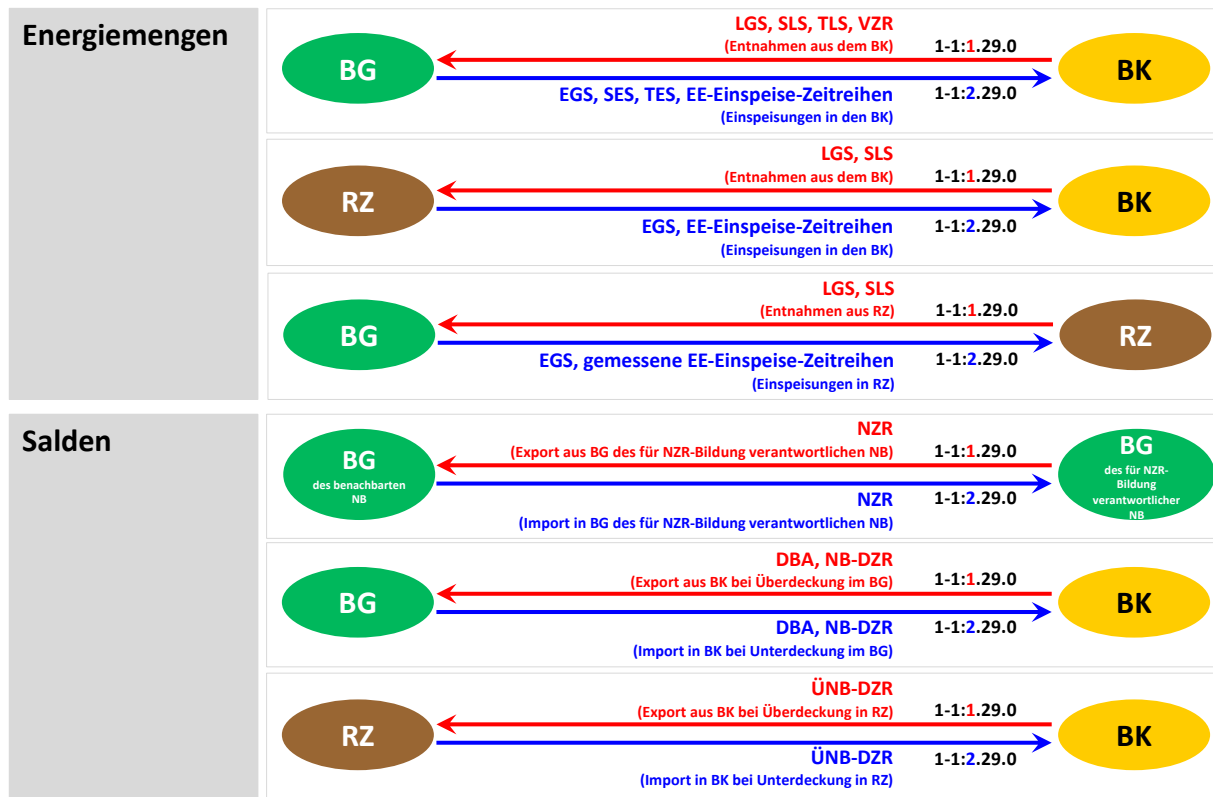 Energiemengen
LGS, SLS, TLS, VZR
(Entnahmen aus dem BK)
1-1:1.29.0
BG
BK
EGS, SES, TES, EE-Einspeise-Zeitreihen
1-1:2.29.0
(Einspeisungen in den BK)
LGS, SLS
(Entnahmen aus dem BK)
1-1:1.29.0
RZ
BK
EGS, EE-Einspeise-Zeitreihen
1-1:2.29.0
(Einspeisungen in den BK)
LGS, SLS
(Entnahmen aus RZ)
1-1:1.29.0
BG
RZ
EGS, gemessene EE-Einspeise-Zeitreihen
1-1:2.29.0
(Einspeisungen in RZ)
Salden
NZR
(Export aus BG des für NZR-Bildung verantwortlichen NB)
1-1:1.29.0
BG
des benachbarten
NB
BG
des für NZR-
Bildung
verantwortlicher
NB
NZR
1-1:2.29.0
(Import in BG des für NZR-Bildung verantwortlichen NB)
DBA, NB-DZR
(Export aus BK bei Überdeckung im BG)
1-1:1.29.0
BG
BK
DBA, NB-DZR
1-1:2.29.0
(Import in BK bei Unterdeckung im BG)
ÜNB-DZR
(Export aus BK bei Überdeckung in RZ)
1-1:1.29.0
RZ
BK
ÜNB-DZR
1-1:2.29.0
(Import in BK bei Unterdeckung in RZ)